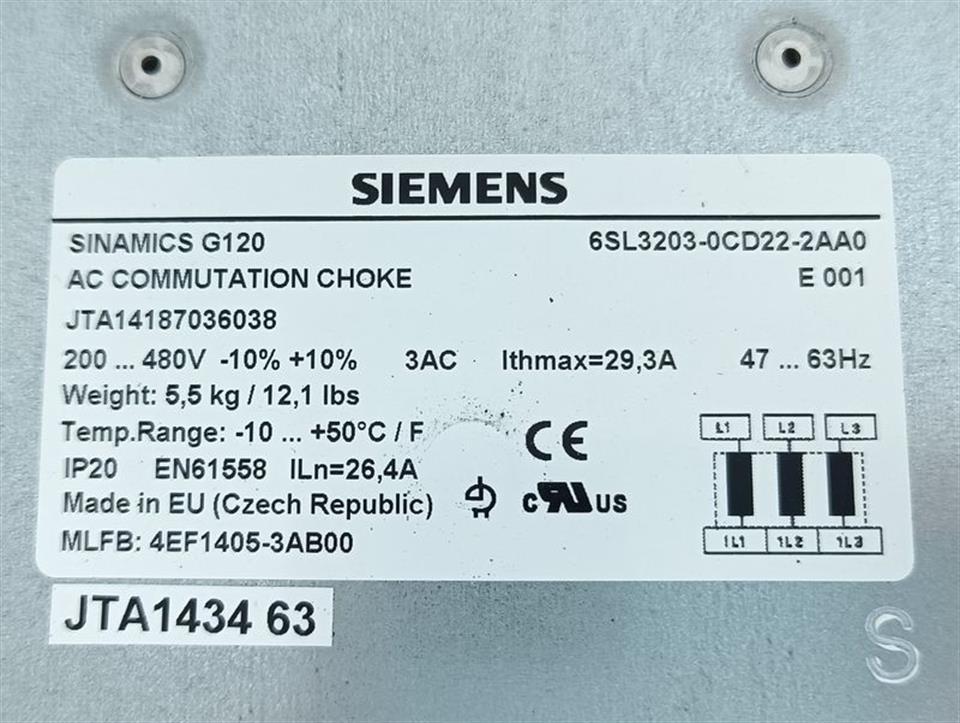 SIEMENS
SINAMICS G120 6SL3203-0CD22-2AA0
AC COMMUTATION CHOKE E 001
JTA14187036038
200 ... 480V -10% +10% 3AC Ithmax=29,3A 47 ... 63Hz
Weight: 5,5 kg / 12,1 lbs
Temp.Range: -10 ... +50°C / F
IP20 EN61558 ILn=26,4A
Made in EU (Czech Republic)
MLFB: 4EF1405-3AB00
CE
c RU US
L1 L2 L3
1L1 1L2 1L3
JTA1434 63
S